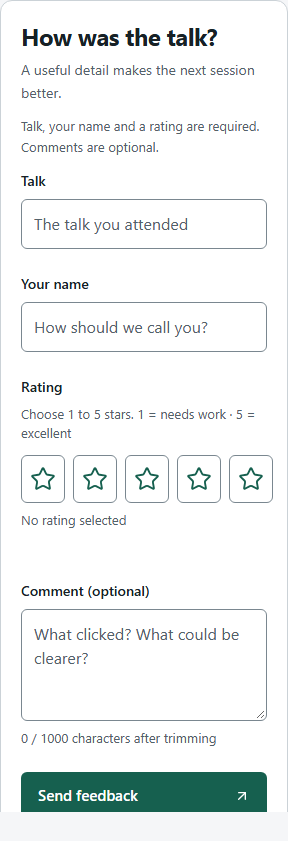 How was the talk?
A useful detail makes the next session
better.
Talk, your name and a rating are required.
Comments are optional.
Talk
The talk you attended
Your name
How should we call you?
Rating
Choose 1 to 5 stars. 1 = needs work · 5 =
excellent
No rating selected
Comment (optional)
What clicked? What could be
clearer?
0 / 1000 characters after trimming
Send feedback